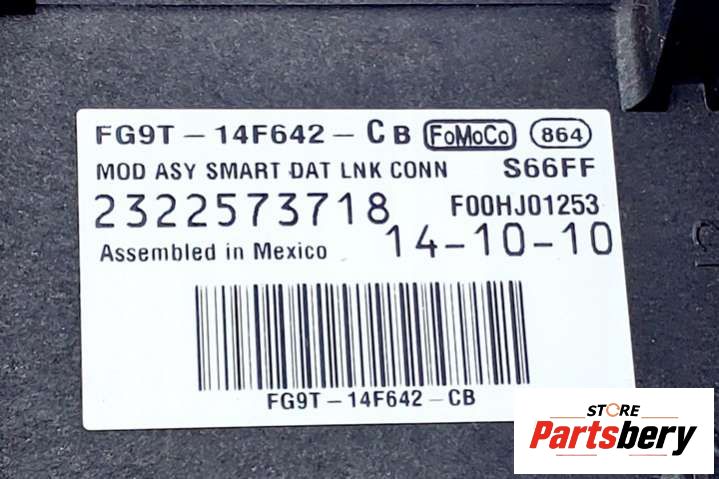 FG9T-14F642-CB FoMoCo 864
MOD ASY SMART DAT LNK CONN S66FF
2322573718 F00HJ01253
Assembled in Mexico 14-10-10
FG9T-14F642-CB
STORE
Partsbery